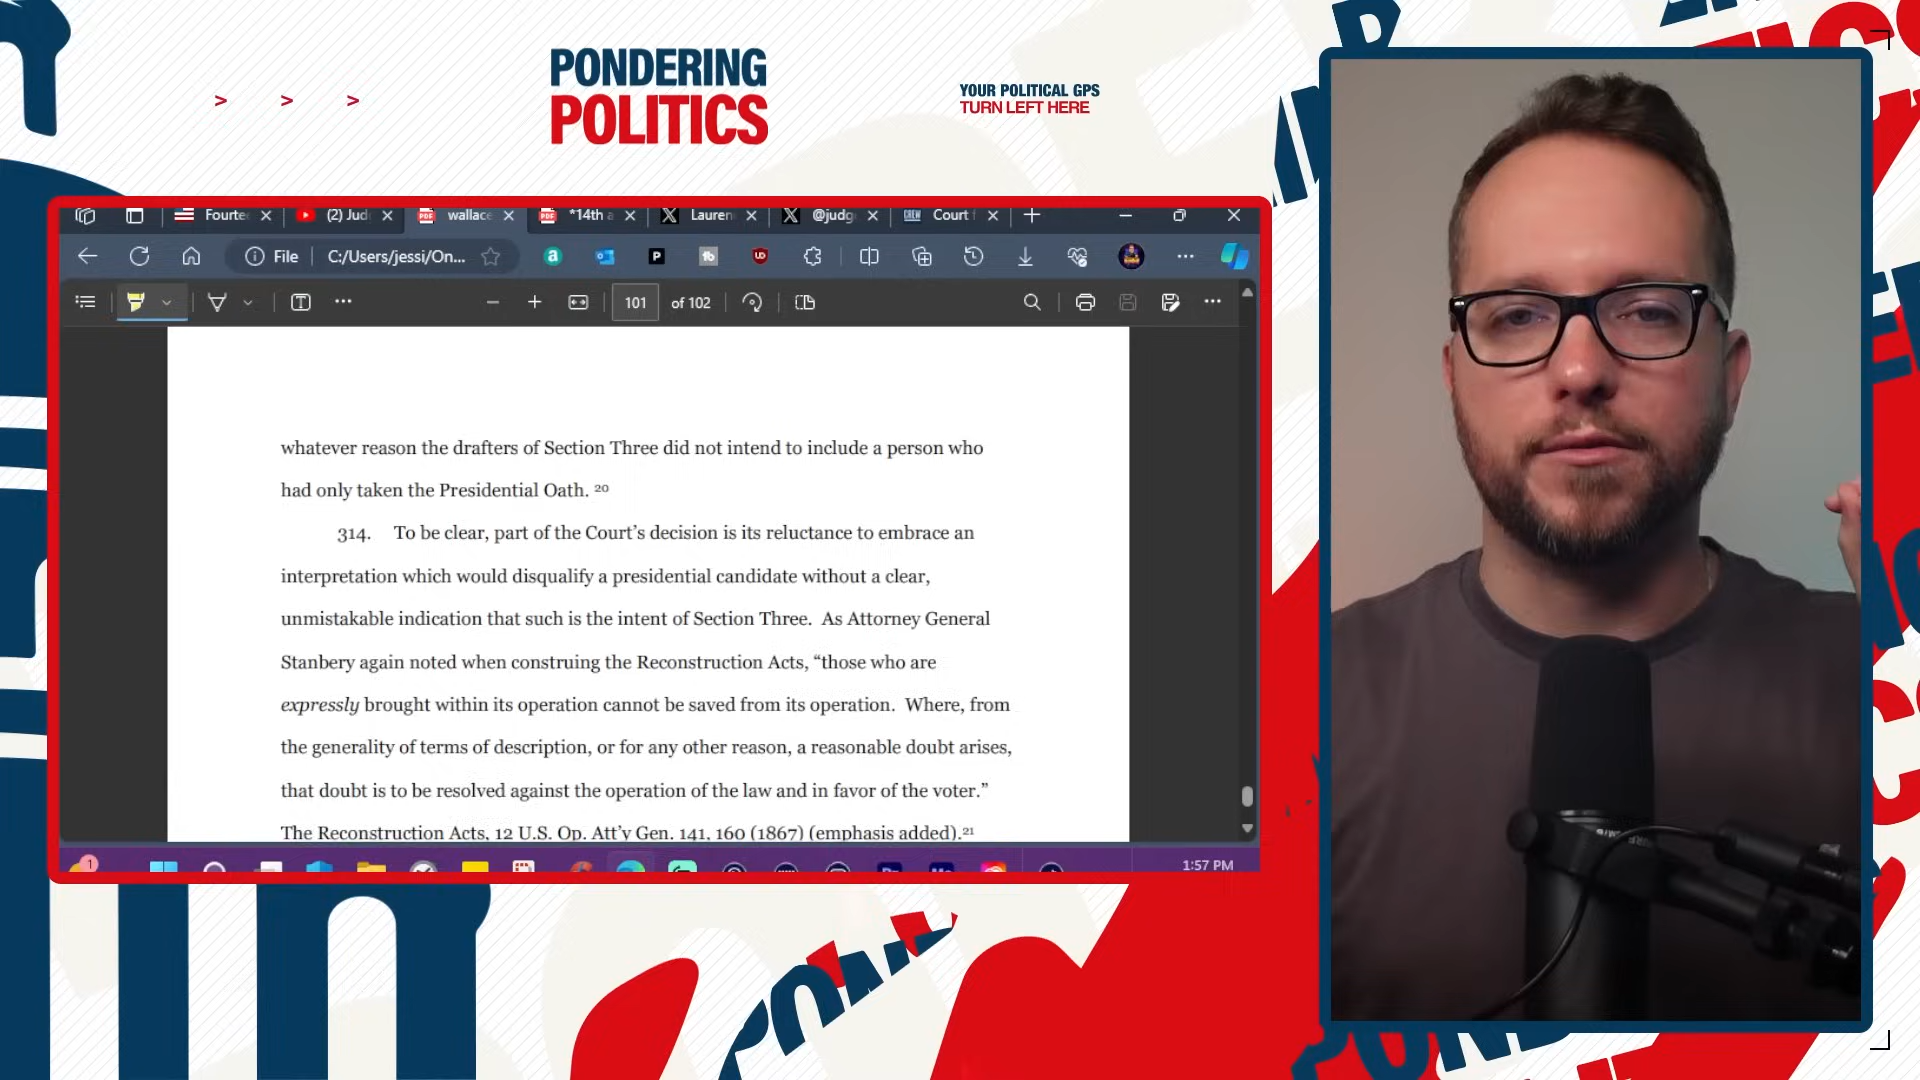 PONDERING
POLITICS
YOUR POLITICAL GPS
TURN LEFT HERE
> > >
Fourte
(2) Jud
wallace
*14th a
Lauren
@judg
CREW Court f
File
C:/Users/jessi/On...
101 of 102
whatever reason the drafters of Section Three did not intend to include a person who
had only taken the Presidential Oath. 20
314. To be clear, part of the Court’s decision is its reluctance to embrace an
interpretation which would disqualify a presidential candidate without a clear,
unmistakable indication that such is the intent of Section Three. As Attorney General
Stanbery again noted when construing the Reconstruction Acts, “those who are
expressly brought within its operation cannot be saved from its operation. Where, from
the generality of terms of description, or for any other reason, a reasonable doubt arises,
that doubt is to be resolved against the operation of the law and in favor of the voter.”
The Reconstruction Acts, 12 U.S. Op. Att’y Gen. 141, 160 (1867) (emphasis added).21
1
1:57 PM